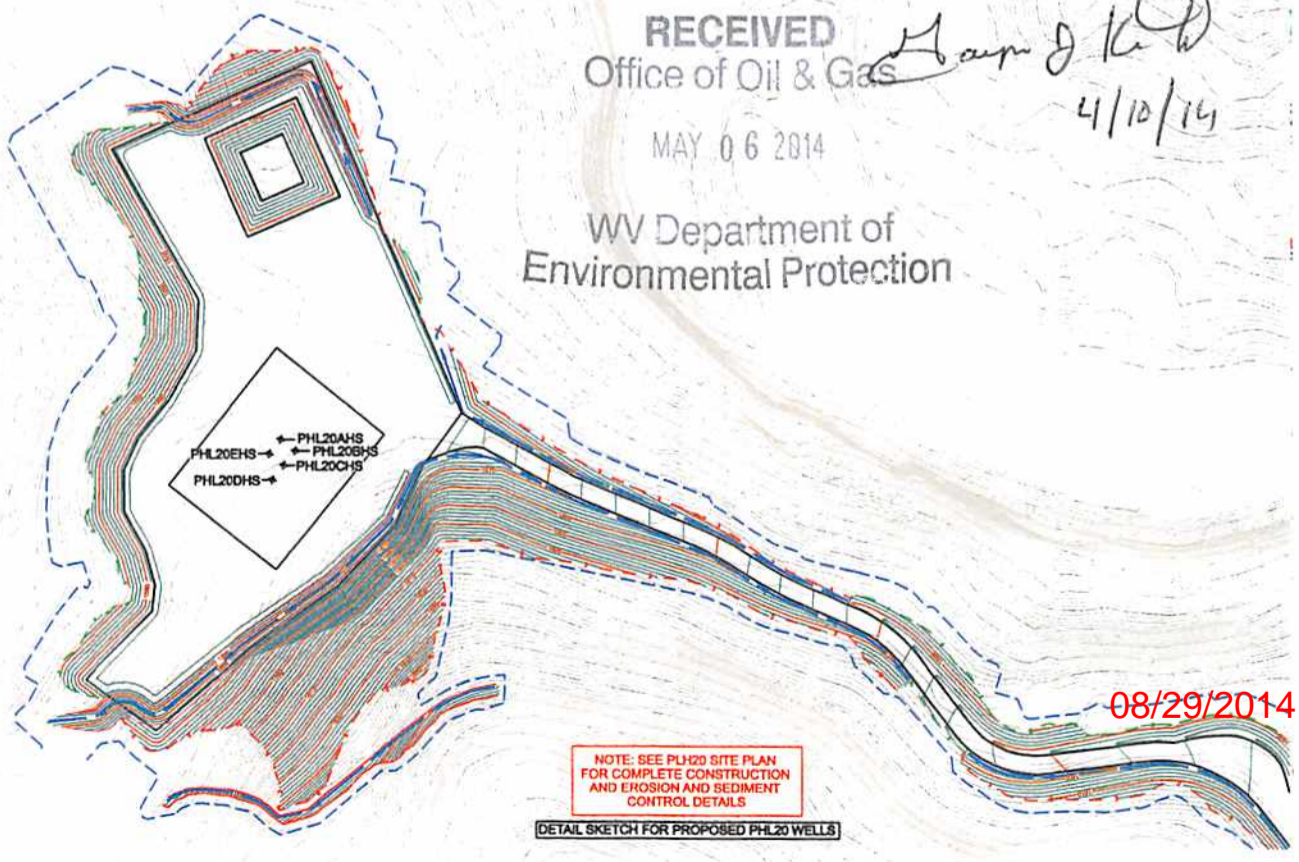 RECEIVED
Office of Oil & Gas
4/10/14
MAY 06 2014
WV Department of
Environmental Protection
PHL20AHS
PHL20EHS
PHL20BHS
PHL20CHS
PHL20DHS
08/29/2014
NOTE: SEE PLH20 SITE PLAN
FOR COMPLETE CONSTRUCTION
AND EROSION AND SEDIMENT
CONTROL DETAILS
DETAIL SKETCH FOR PROPOSED PHL20 WELLS